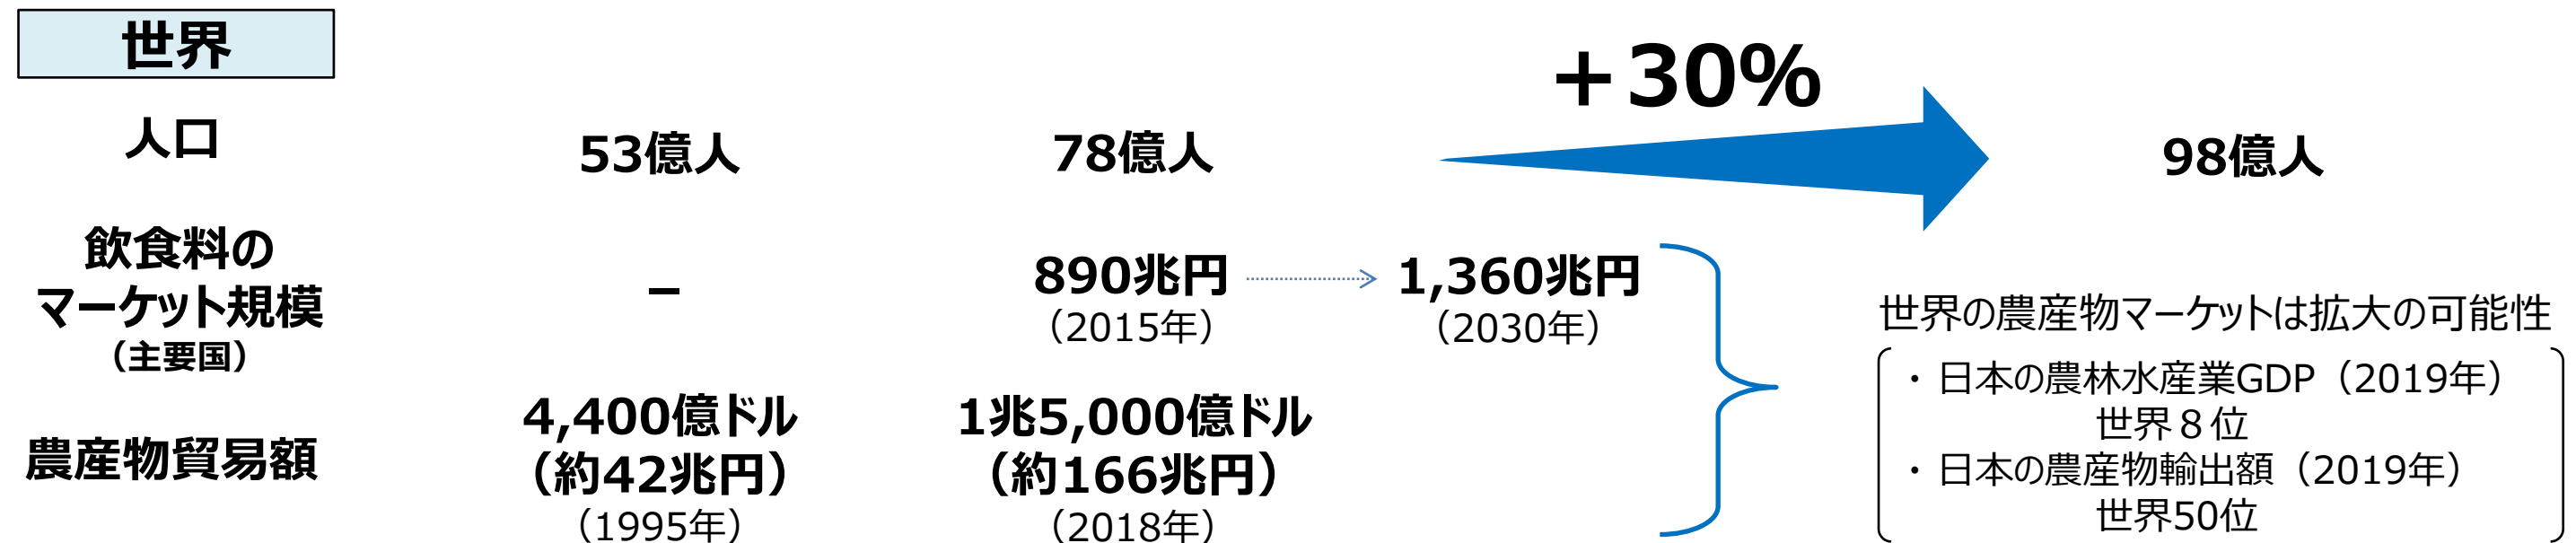 世界
＋30%
人口
53億人
78億人
98億人
飲食料の
マーケット規模
（主要国）
－
890兆円
（2015年）
1,360兆円
（2030年）
農産物貿易額
4,400億ドル
（約42兆円）
（1995年）
1兆5,000億ドル
（約166兆円）
（2018年）
世界の農産物マーケットは拡大の可能性
・日本の農林水産業GDP（2019年）
世界８位
・日本の農産物輸出額（2019年）
世界50位